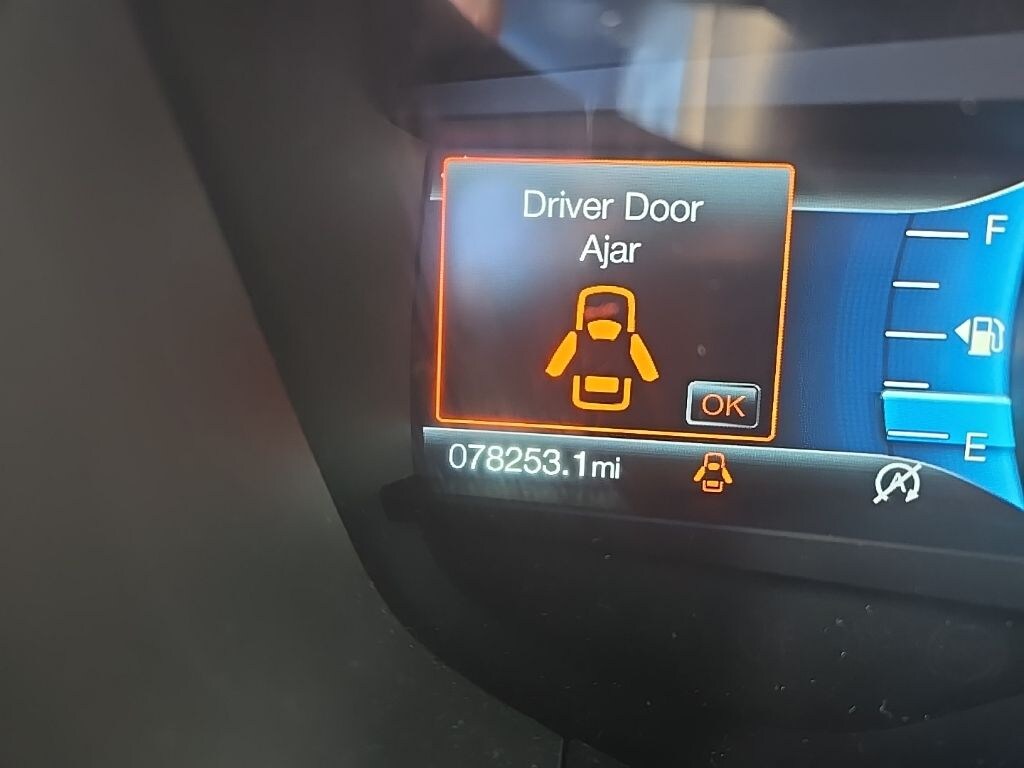 Driver Door
Ajar
OK
078253.1mi
F
E
A